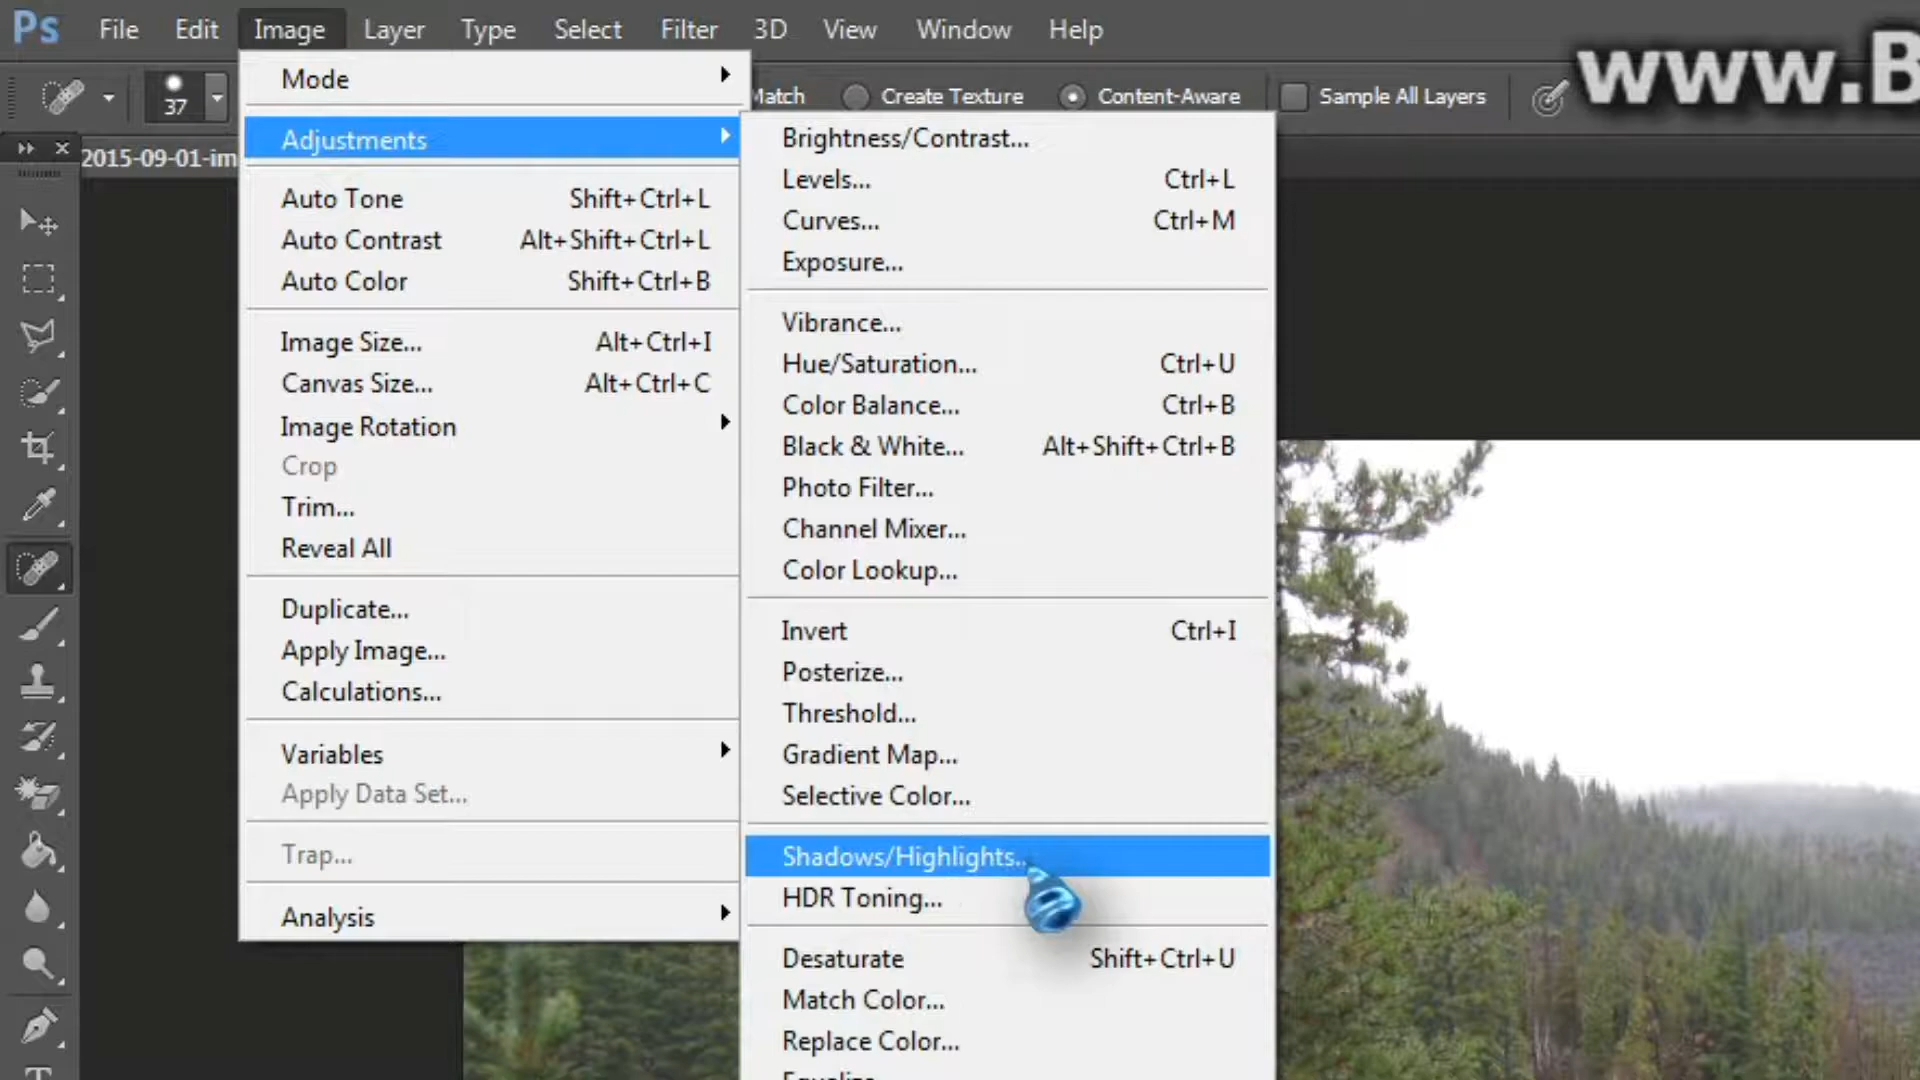 Ps File Edit Image Layer Type Select Filter 3D View Window Help
www.B
37 Match Create Texture Content-Aware Sample All Layers
2015-09-01-im
Mode
Adjustments
Auto Tone Shift+Ctrl+L
Auto Contrast Alt+Shift+Ctrl+L
Auto Color Shift+Ctrl+B
Image Size... Alt+Ctrl+I
Canvas Size... Alt+Ctrl+C
Image Rotation
Crop
Trim...
Reveal All
Duplicate...
Apply Image...
Calculations...
Variables
Apply Data Set...
Trap...
Analysis
Brightness/Contrast...
Levels... Ctrl+L
Curves... Ctrl+M
Exposure...
Vibrance...
Hue/Saturation... Ctrl+U
Color Balance... Ctrl+B
Black & White... Alt+Shift+Ctrl+B
Photo Filter...
Channel Mixer...
Color Lookup...
Invert Ctrl+I
Posterize...
Threshold...
Gradient Map...
Selective Color...
Shadows/Highlights...
HDR Toning...
Desaturate Shift+Ctrl+U
Match Color...
Replace Color...